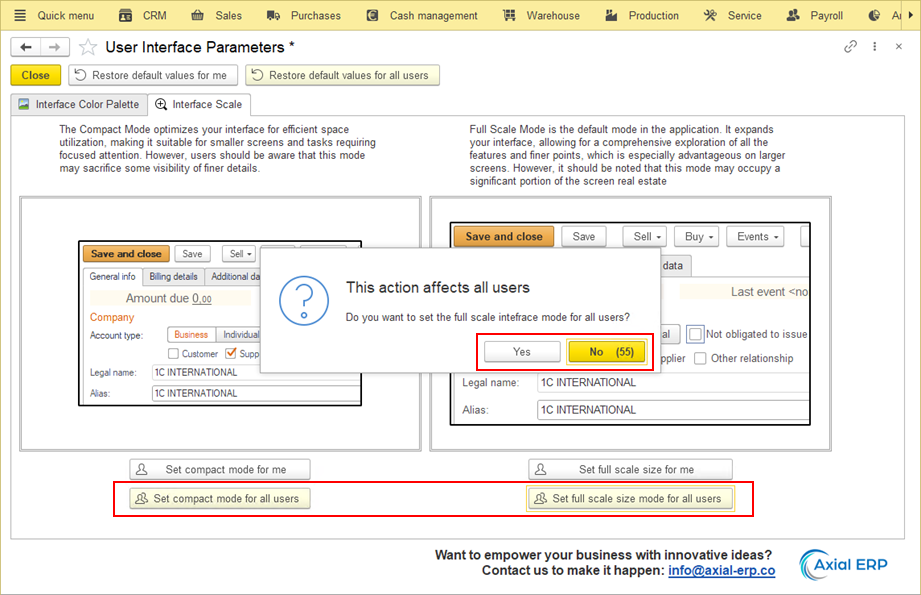 Quick menu
CRM
Sales
Purchases
Cash management
Warehouse
Production
Service
Payroll
User Interface Parameters *
Close
Restore default values for me
Restore default values for all users
Interface Color Palette
Interface Scale
The Compact Mode optimizes your interface for efficient space
utilization, making it suitable for smaller screens and tasks requiring
focused attention. However, users should be aware that this mode
may sacrifice some visibility of finer details.
Full Scale Mode is the default mode in the application. It expands
your interface, allowing for a comprehensive exploration of all the
features and finer points, which is especially advantageous on larger
screens. However, it should be noted that this mode may occupy a
significant portion of the screen real estate
Save and close
Save
Sell
General info
Billing details
Additional da
Amount due 0.00
Company
Account type:
Business
Individual
Customer
Supp
Legal name:
1C INTERNATIONAL
Alias:
1C INTERNATIONAL
Save and close
Save
Sell
Buy
Events
data
Last event <no
al
Not obligated to issue
pplier
Other relationship
Legal name:
1C INTERNATIONAL
Alias:
1C INTERNATIONAL
This action affects all users
Do you want to set the full scale intefrace mode for all users?
Yes
No (55)
Set compact mode for me
Set full scale size for me
Set compact mode for all users
Set full scale size mode for all users
Want to empower your business with innovative ideas?
Contact us to make it happen: info@axial-erp.co
Axial ERP